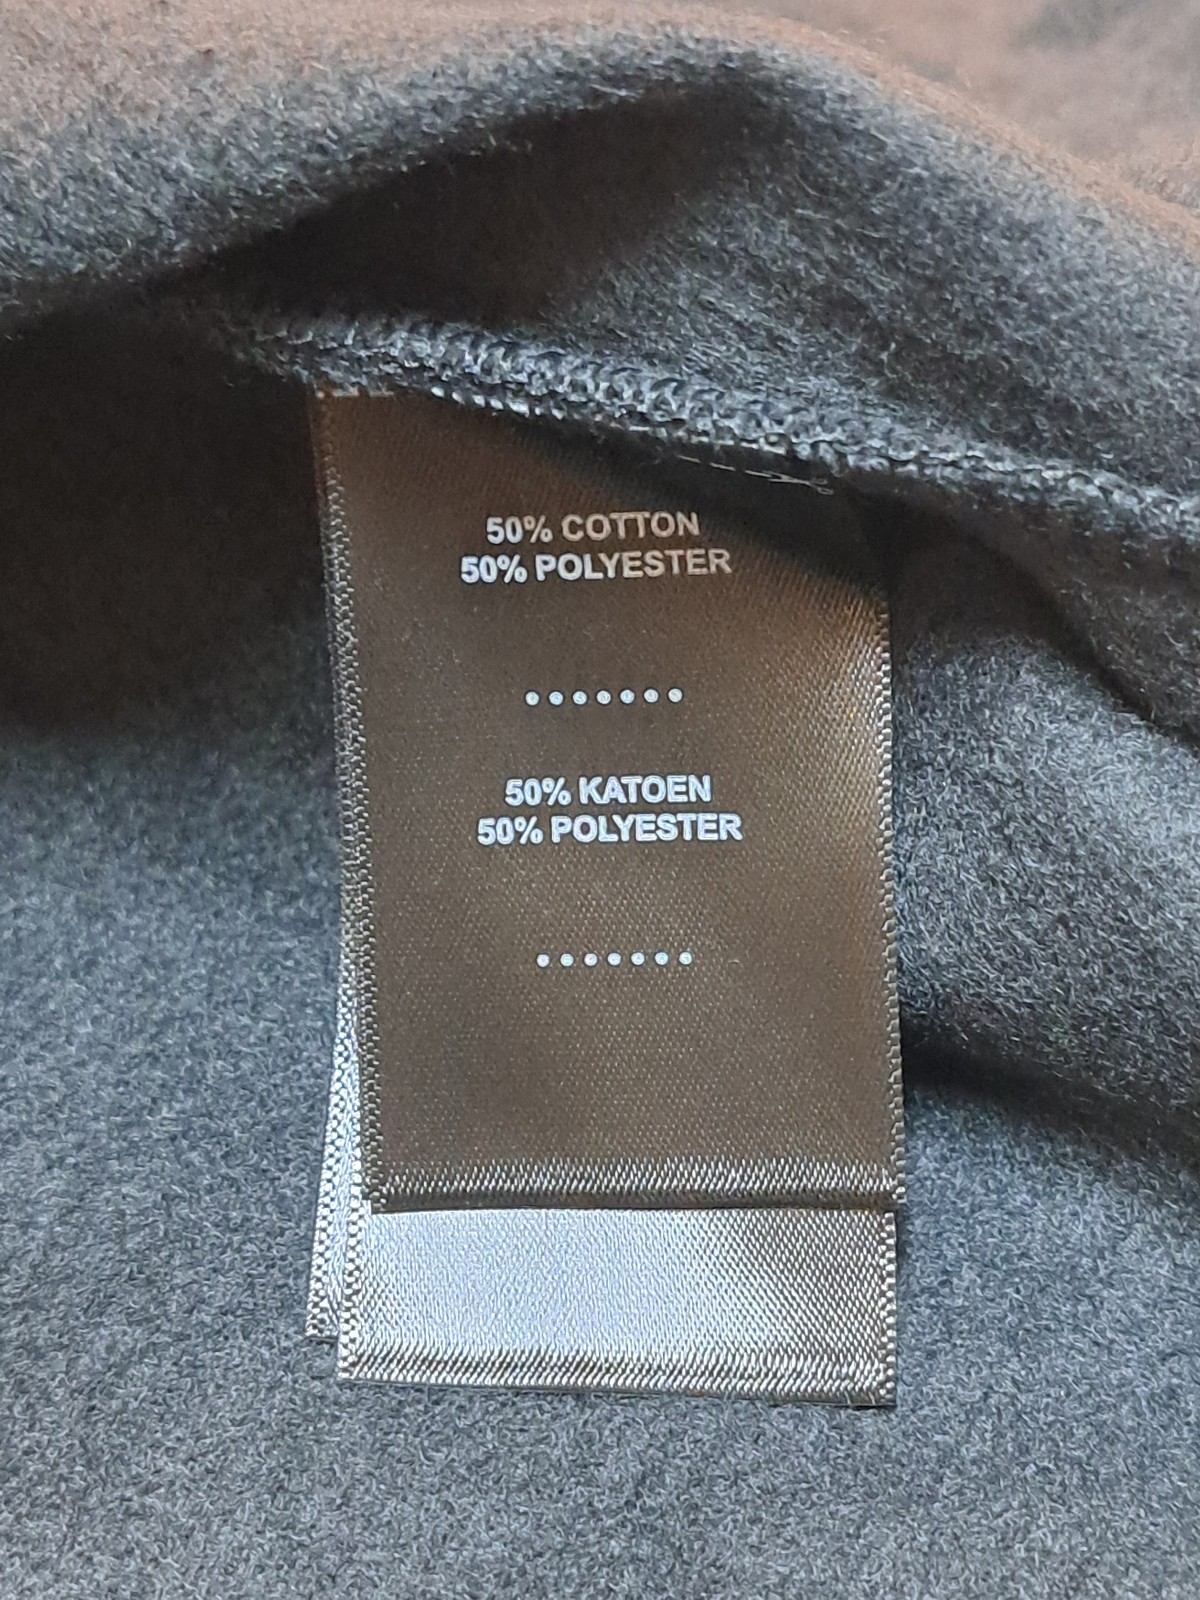 50% COTTON
50% POLYESTER
•••••••
50% KATOEN
50% POLYESTER
•••••••